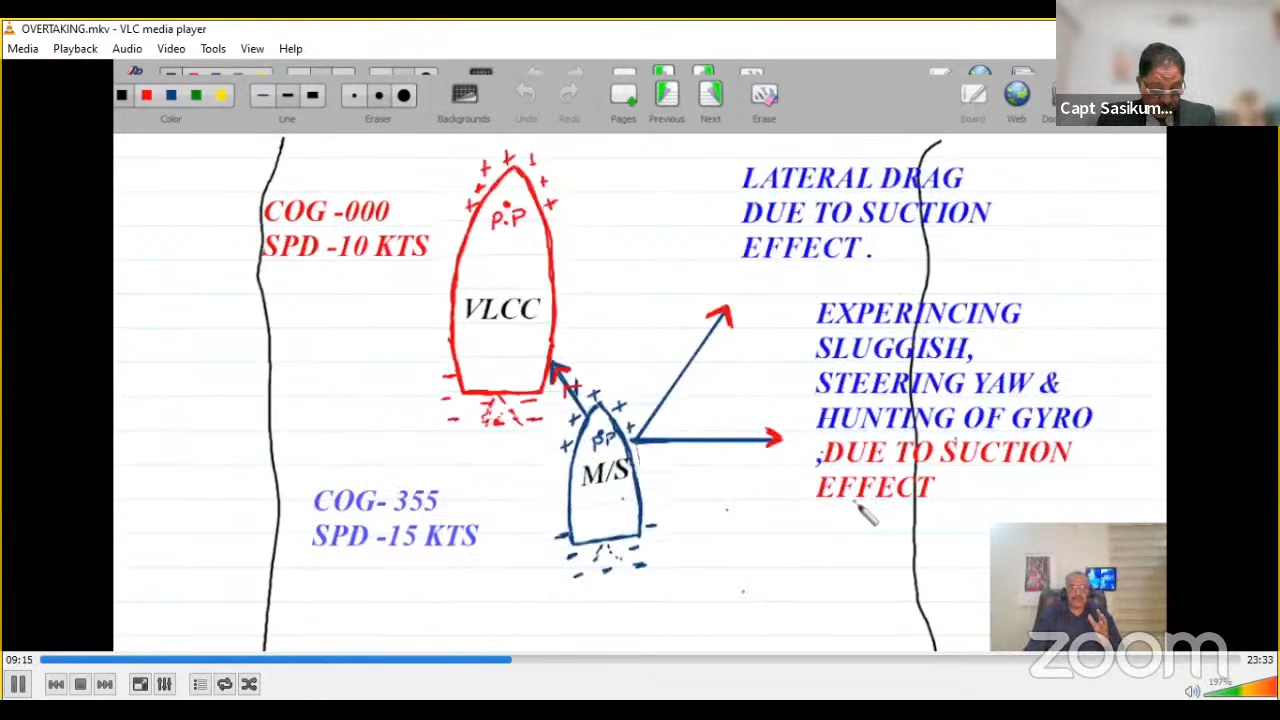 OVERTAKING.mkv - VLC media player
Media Playback Audio Video Tools View Help
Capt Sasikum...
Color Line Eraser Backgrounds Undo Redo Pages Previous Next Erase Board Web
LATERAL DRAG
DUE TO SUCTION
EFFECT .
COG -000
SPD -10 KTS
P.P
VLCC
EXPERINCING
SLUGGISH,
STEERING YAW &
HUNTING OF GYRO
,DUE TO SUCTION
EFFECT
PP
M/S
COG- 355
SPD -15 KTS
zoom
09:15
23:33
197%